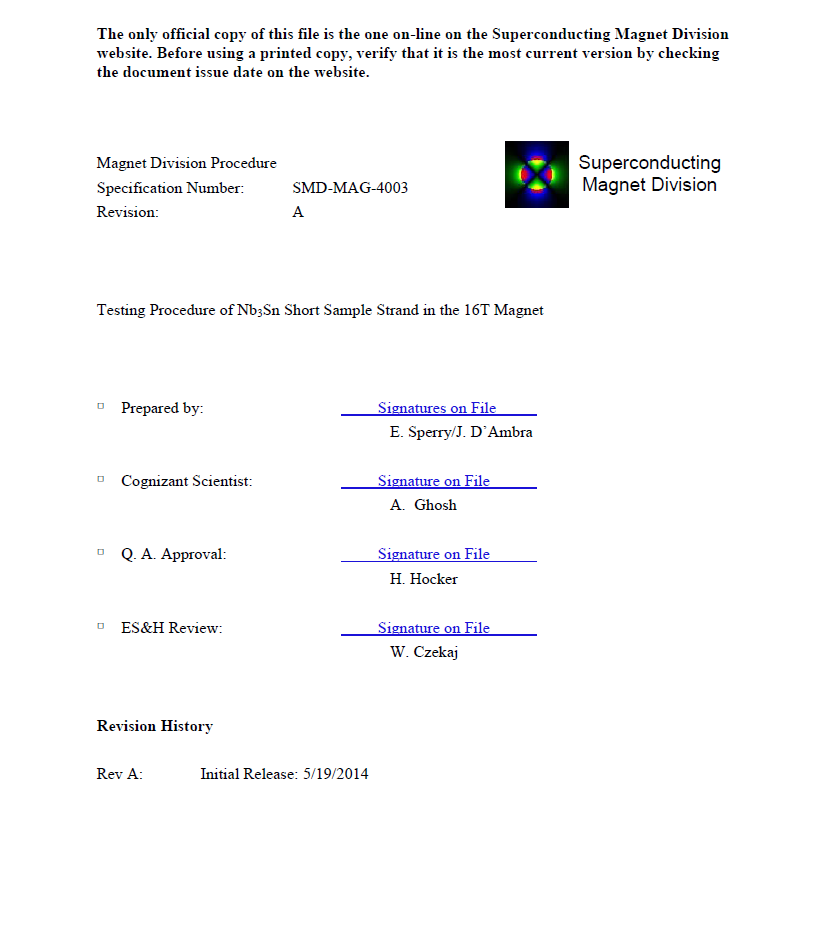 The only official copy of this file is the one on-line on the Superconducting Magnet Division
website. Before using a printed copy, verify that it is the most current version by checking
the document issue date on the website.
Magnet Division Procedure
Specification Number: SMD-MAG-4003
Revision: A
Superconducting
Magnet Division
Testing Procedure of Nb₃Sn Short Sample Strand in the 16T Magnet
Prepared by: Signatures on File
E. Sperry/J. D’Ambra
Cognizant Scientist: Signature on File
A. Ghosh
Q. A. Approval: Signature on File
H. Hocker
ES&H Review: Signature on File
W. Czekaj
Revision History
Rev A: Initial Release: 5/19/2014